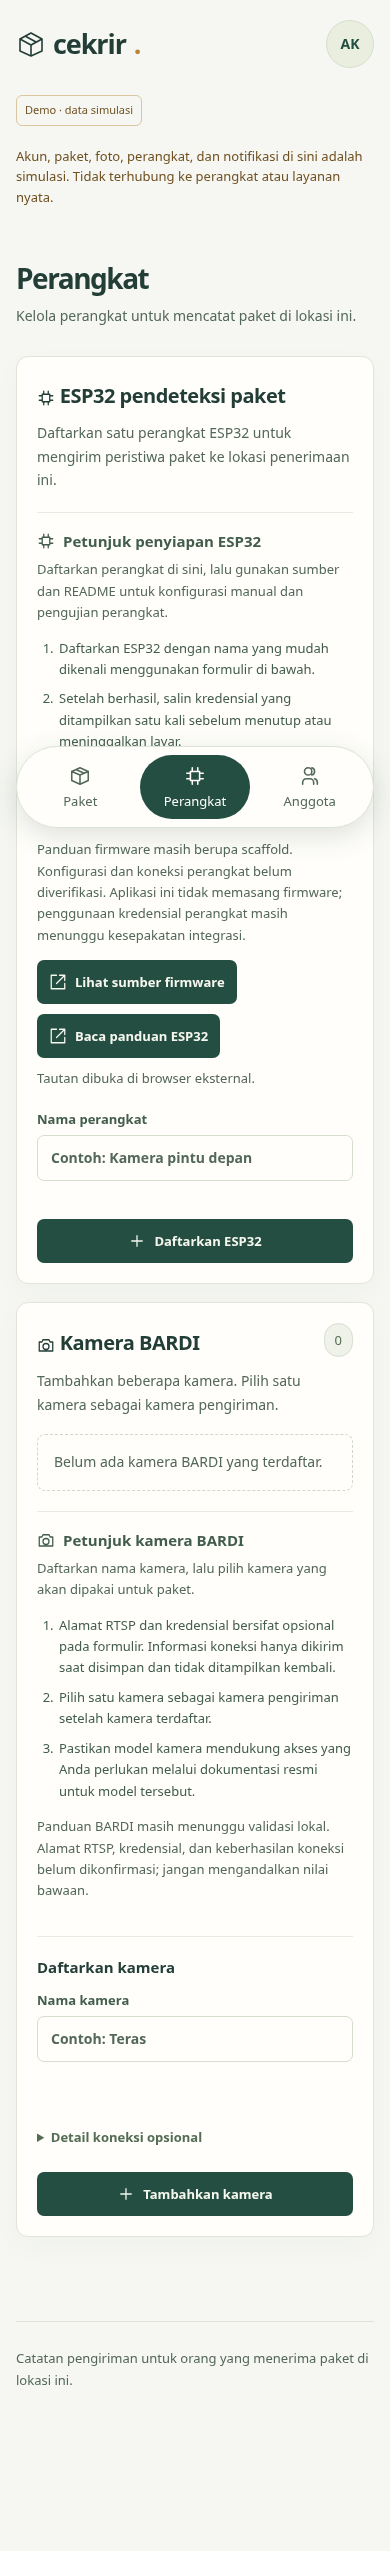 cekrir.
AK
Demo · data simulasi
Akun, paket, foto, perangkat, dan notifikasi di sini adalah
simulasi. Tidak terhubung ke perangkat atau layanan
nyata.
Perangkat
Kelola perangkat untuk mencatat paket di lokasi ini.
ESP32 pendeteksi paket
Daftarkan satu perangkat ESP32 untuk
mengirim peristiwa paket ke lokasi penerimaan
ini.
Petunjuk penyiapan ESP32
Daftarkan perangkat di sini, lalu gunakan sumber
dan README untuk konfigurasi manual dan
pengujian perangkat.
1. Daftarkan ESP32 dengan nama yang mudah
dikenali menggunakan formulir di bawah.
2. Setelah berhasil, salin kredensial yang
ditampilkan satu kali sebelum menutup atau
meninggalkan layar.
Paket
Perangkat
Anggota
Panduan firmware masih berupa scaffold.
Konfigurasi dan koneksi perangkat belum
diverifikasi. Aplikasi ini tidak memasang firmware;
penggunaan kredensial perangkat masih
menunggu kesepakatan integrasi.
Lihat sumber firmware
Baca panduan ESP32
Tautan dibuka di browser eksternal.
Nama perangkat
Contoh: Kamera pintu depan
Daftarkan ESP32
Kamera BARDI
0
Tambahkan beberapa kamera. Pilih satu
kamera sebagai kamera pengiriman.
Belum ada kamera BARDI yang terdaftar.
Petunjuk kamera BARDI
Daftarkan nama kamera, lalu pilih kamera yang
akan dipakai untuk paket.
1. Alamat RTSP dan kredensial bersifat opsional
pada formulir. Informasi koneksi hanya dikirim
saat disimpan dan tidak ditampilkan kembali.
2. Pilih satu kamera sebagai kamera pengiriman
setelah kamera terdaftar.
3. Pastikan model kamera mendukung akses yang
Anda perlukan melalui dokumentasi resmi
untuk model tersebut.
Panduan BARDI masih menunggu validasi lokal.
Alamat RTSP, kredensial, dan keberhasilan koneksi
belum dikonfirmasi; jangan mengandalkan nilai
bawaan.
Daftarkan kamera
Nama kamera
Contoh: Teras
Detail koneksi opsional
Tambahkan kamera
Catatan pengiriman untuk orang yang menerima paket di
lokasi ini.